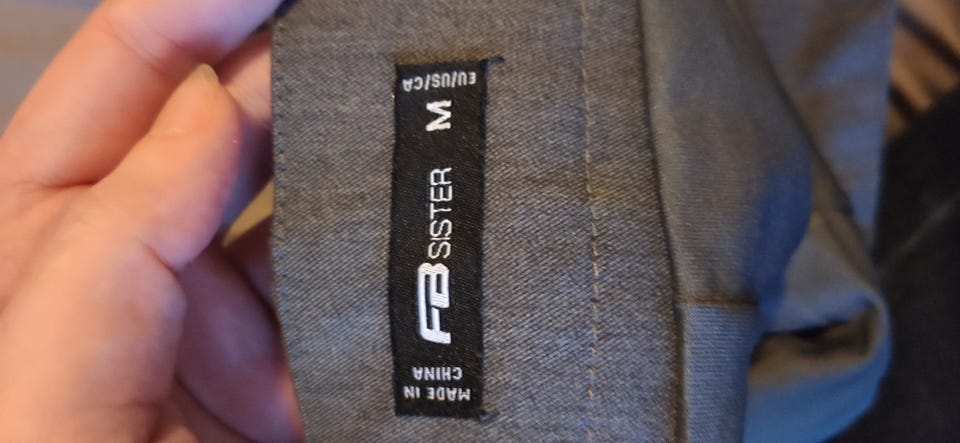 EU/US/CA
M
FB SISTER
MADE IN
CHINA